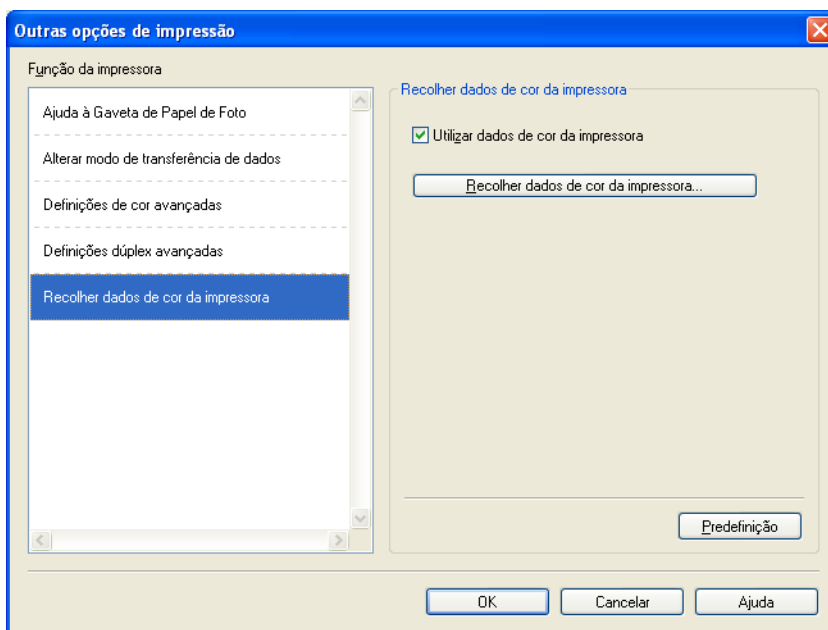 Outras opções de impressão
Função da impressora
Ajuda à Gaveta de Papel de Foto
Alterar modo de transferência de dados
Definições de cor avançadas
Definições dúplex avançadas
Recolher dados de cor da impressora
Recolher dados de cor da impressora
Utilizar dados de cor da impressora
Recolher dados de cor da impressora...
Predefinição
OK
Cancelar
Ajuda